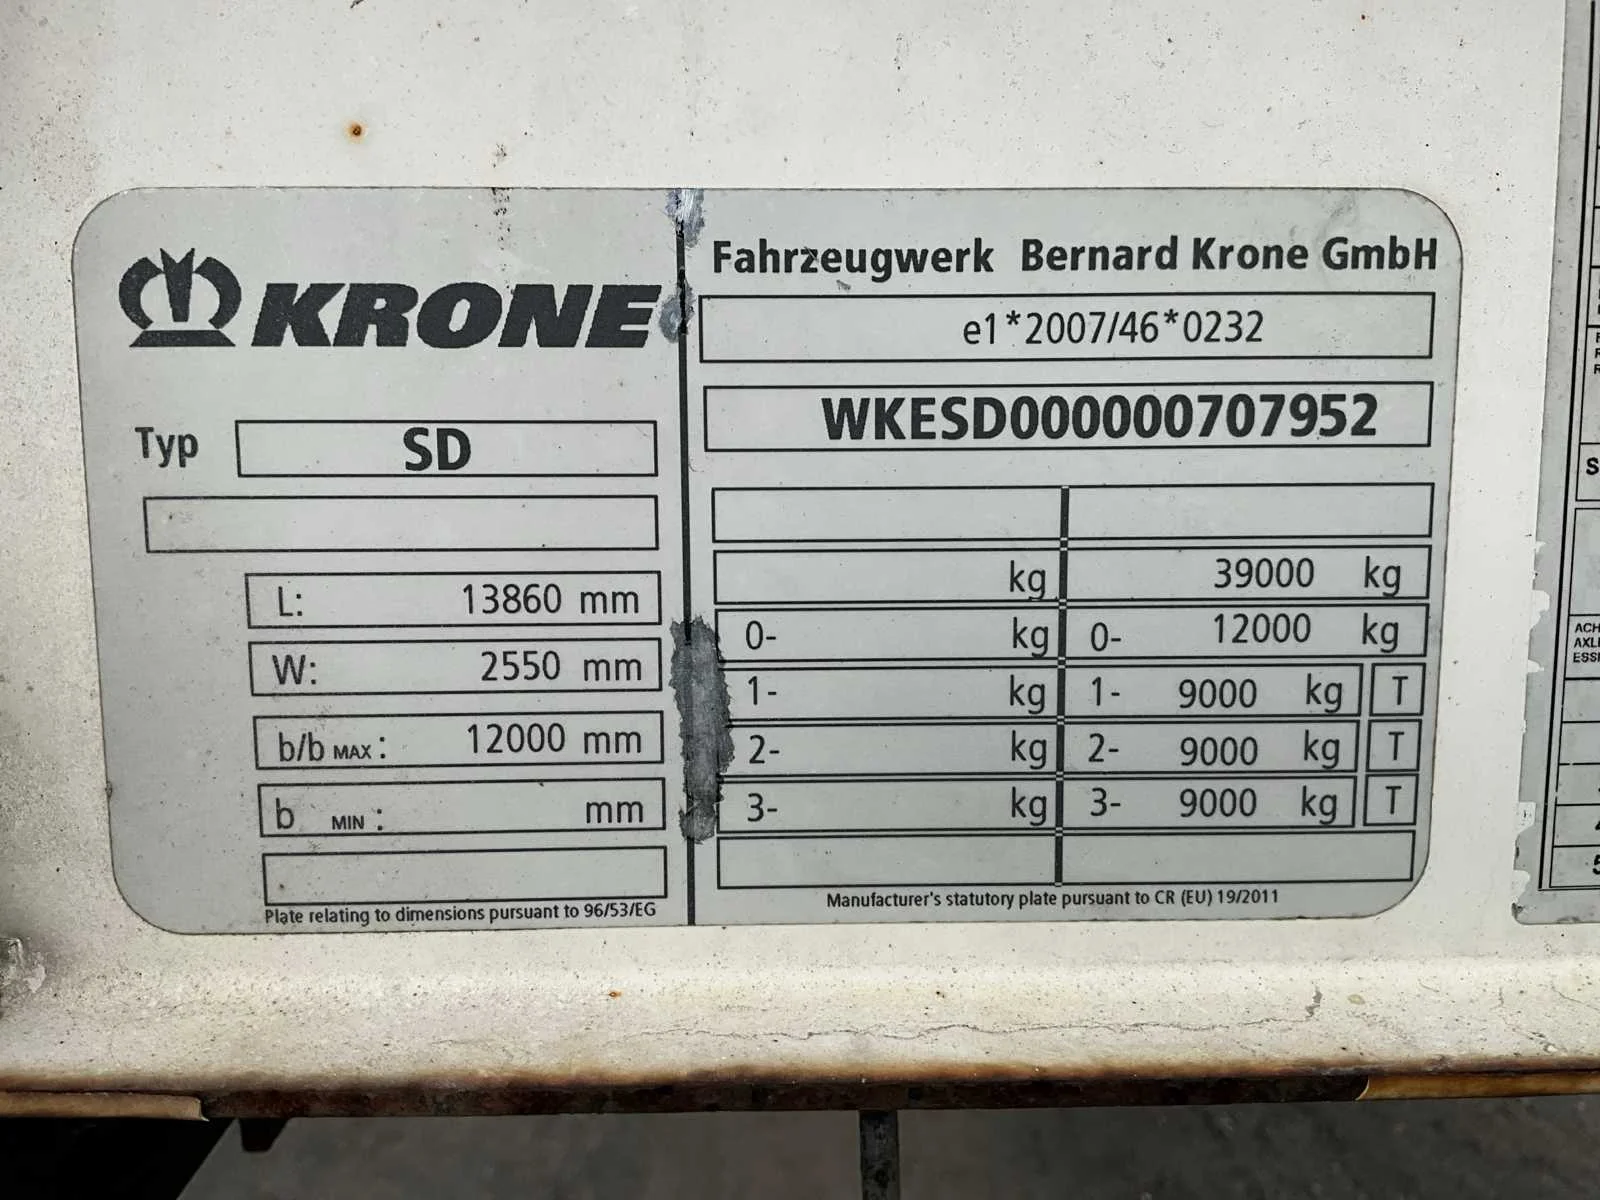 KRONE
Typ SD
L: 13860 mm
W: 2550 mm
b/b MAX : 12000 mm
b MIN : mm
Plate relating to dimensions pursuant to 96/53/EG
Fahrzeugwerk Bernard Krone GmbH
e1*2007/46*0232
WKESD000000707952
kg 39000 kg
0- kg 0- 12000 kg
1- kg 1- 9000 kg T
2- kg 2- 9000 kg T
3- kg 3- 9000 kg T
Manufacturer's statutory plate pursuant to CR (EU) 19/2011